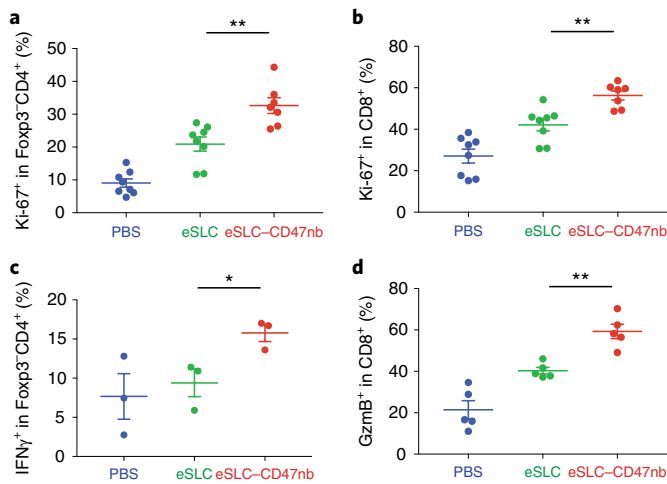 a
**
Ki-67⁺ in Foxp3⁻CD4⁺ (%)
50
40
30
20
10
0
PBS
eSLC
eSLC–CD47nb
b
**
Ki-67⁺ in CD8⁺ (%)
80
60
40
20
0
PBS
eSLC
eSLC–CD47nb
c
*
IFNγ⁺ in Foxp3⁻CD4⁺ (%)
20
15
10
5
0
PBS
eSLC
eSLC–CD47nb
d
**
GzmB⁺ in CD8⁺ (%)
80
60
40
20
0
PBS
eSLC
eSLC–CD47nb